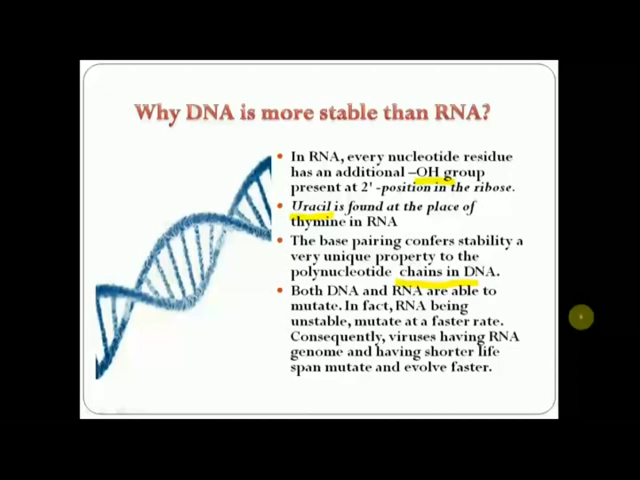 Why DNA is more stable than RNA?
• In RNA, every nucleotide residue
has an additional –OH group
present at 2' -position in the ribose.
• Uracil is found at the place of
thymine in RNA
• The base pairing confers stability a
very unique property to the
polynucleotide chains in DNA.
• Both DNA and RNA are able to
mutate. In fact, RNA being
unstable, mutate at a faster rate.
Consequently, viruses having RNA
genome and having shorter life
span mutate and evolve faster.